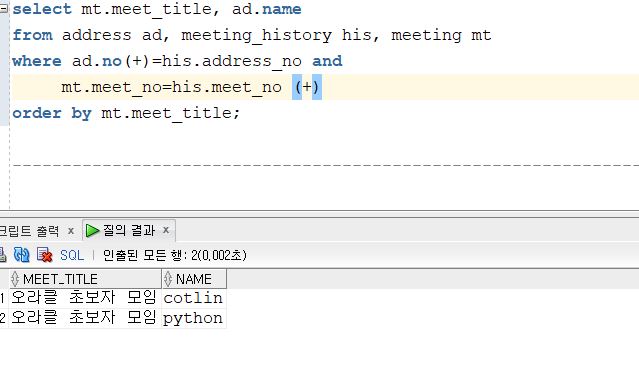 select mt.meet_title, ad.name
from address ad, meeting_history his, meeting mt
where ad.no(+)=his.address_no and
mt.meet_no=his.meet_no (+)
order by mt.meet_title;
--------------------------------------------------------------
크립트 출력 x 질의 결과 x
SQL | 인출된 모든 행: 2(0,002초)
MEET_TITLE NAME
1 오라클 초보자 모임 cotlin
2 오라클 초보자 모임 python